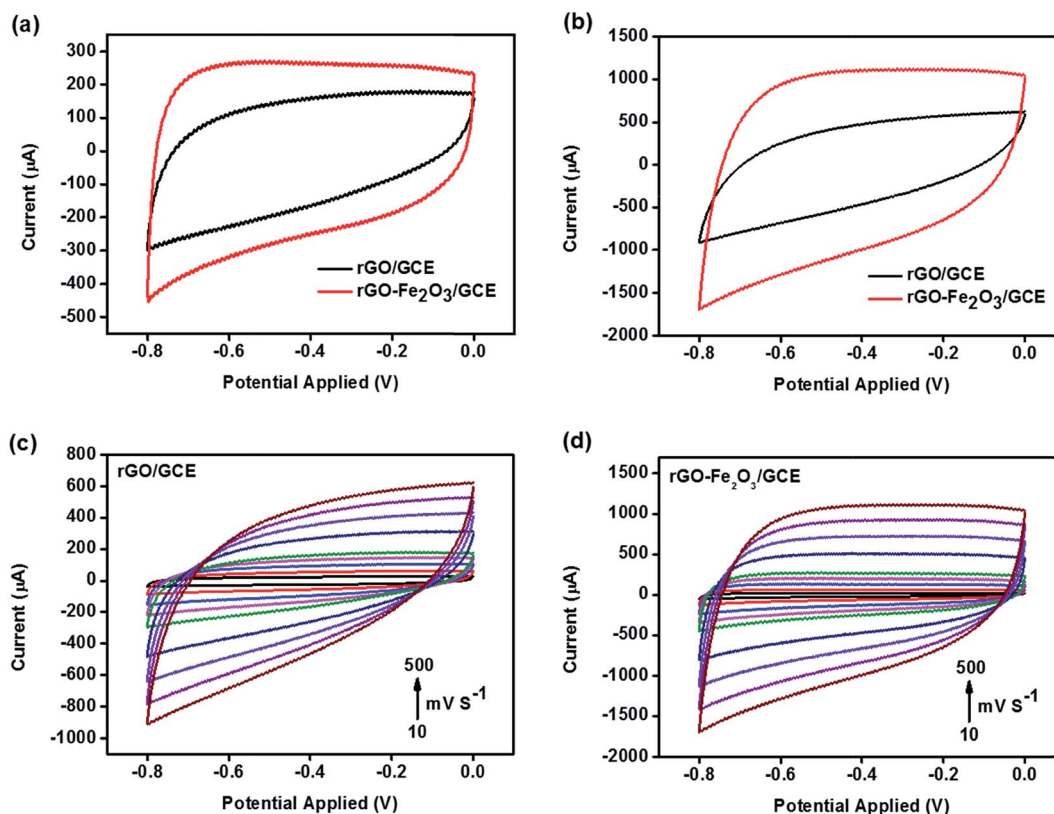 (a)
300
200
100
0
-100
-200
-300
-400
-500
Current (µA)
rGO/GCE
rGO-Fe₂O₃/GCE
-0.8 -0.6 -0.4 -0.2 0.0
Potential Applied (V)
(b)
1500
1000
500
0
-500
-1000
-1500
-2000
Current (µA)
rGO/GCE
rGO-Fe₂O₃/GCE
-0.8 -0.6 -0.4 -0.2 0.0
Potential Applied (V)
(c)
800
600
400
200
0
-200
-400
-600
-800
-1000
Current (µA)
rGO/GCE
500
mV S⁻¹
10
-0.8 -0.6 -0.4 -0.2 0.0
Potential Applied (V)
(d)
1500
1000
500
0
-500
-1000
-1500
-2000
Current (µA)
rGO-Fe₂O₃/GCE
500
mV S⁻¹
10
-0.8 -0.6 -0.4 -0.2 0.0
Potential Applied (V)